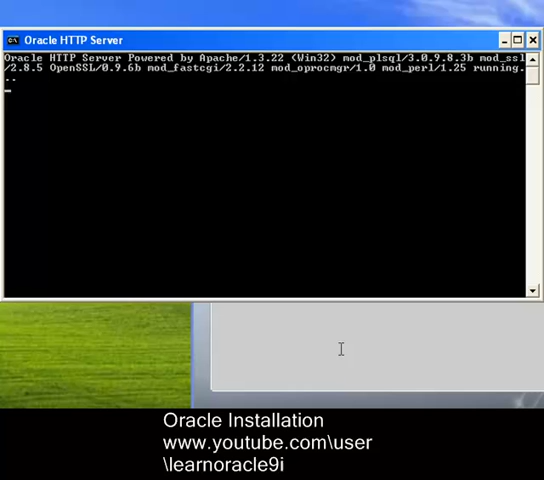 Oracle HTTP Server
Oracle HTTP Server Powered by Apache/1.3.22 (Win32) mod_plsql/3.0.9.8.3b mod_ssl
/2.8.5 OpenSSL/0.9.6b mod_fastcgi/2.2.12 mod_oprocmgr/1.0 mod_perl/1.25 running.
..
Oracle Installation
www.youtube.com\user
\learnoracle9i